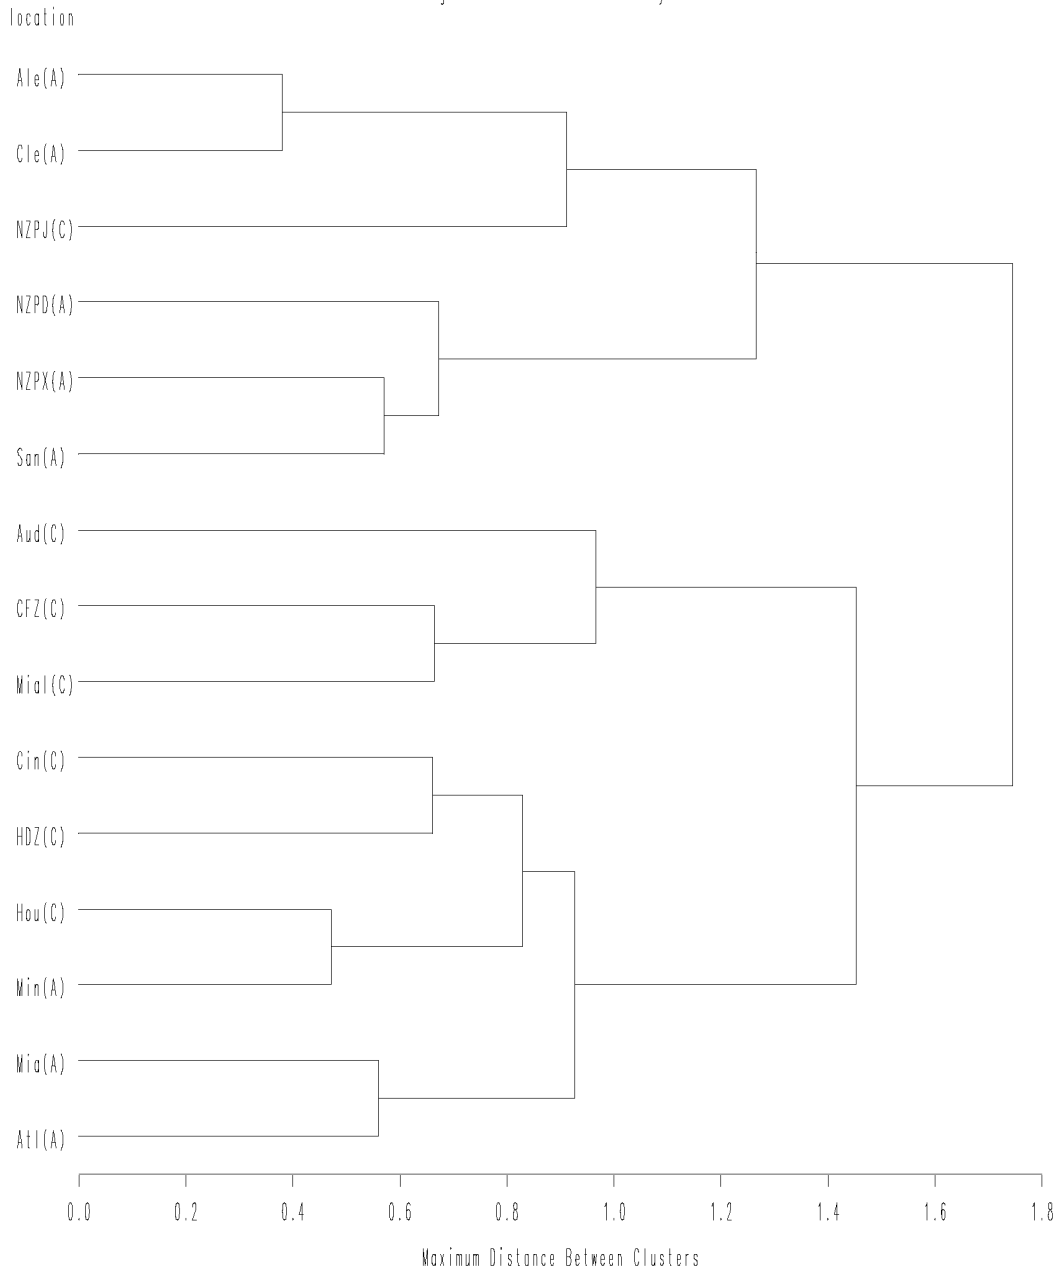 location
Ale(A)
Cle(A)
NZPJ(C)
NZPD(A)
NZPX(A)
San(A)
Aud(C)
CFZ(C)
MiaI(C)
Cin(C)
HDZ(C)
Hou(C)
Min(A)
Mia(A)
Atl(A)
0.0 0.2 0.4 0.6 0.8 1.0 1.2 1.4 1.6 1.8
Maximum Distance Between Clusters